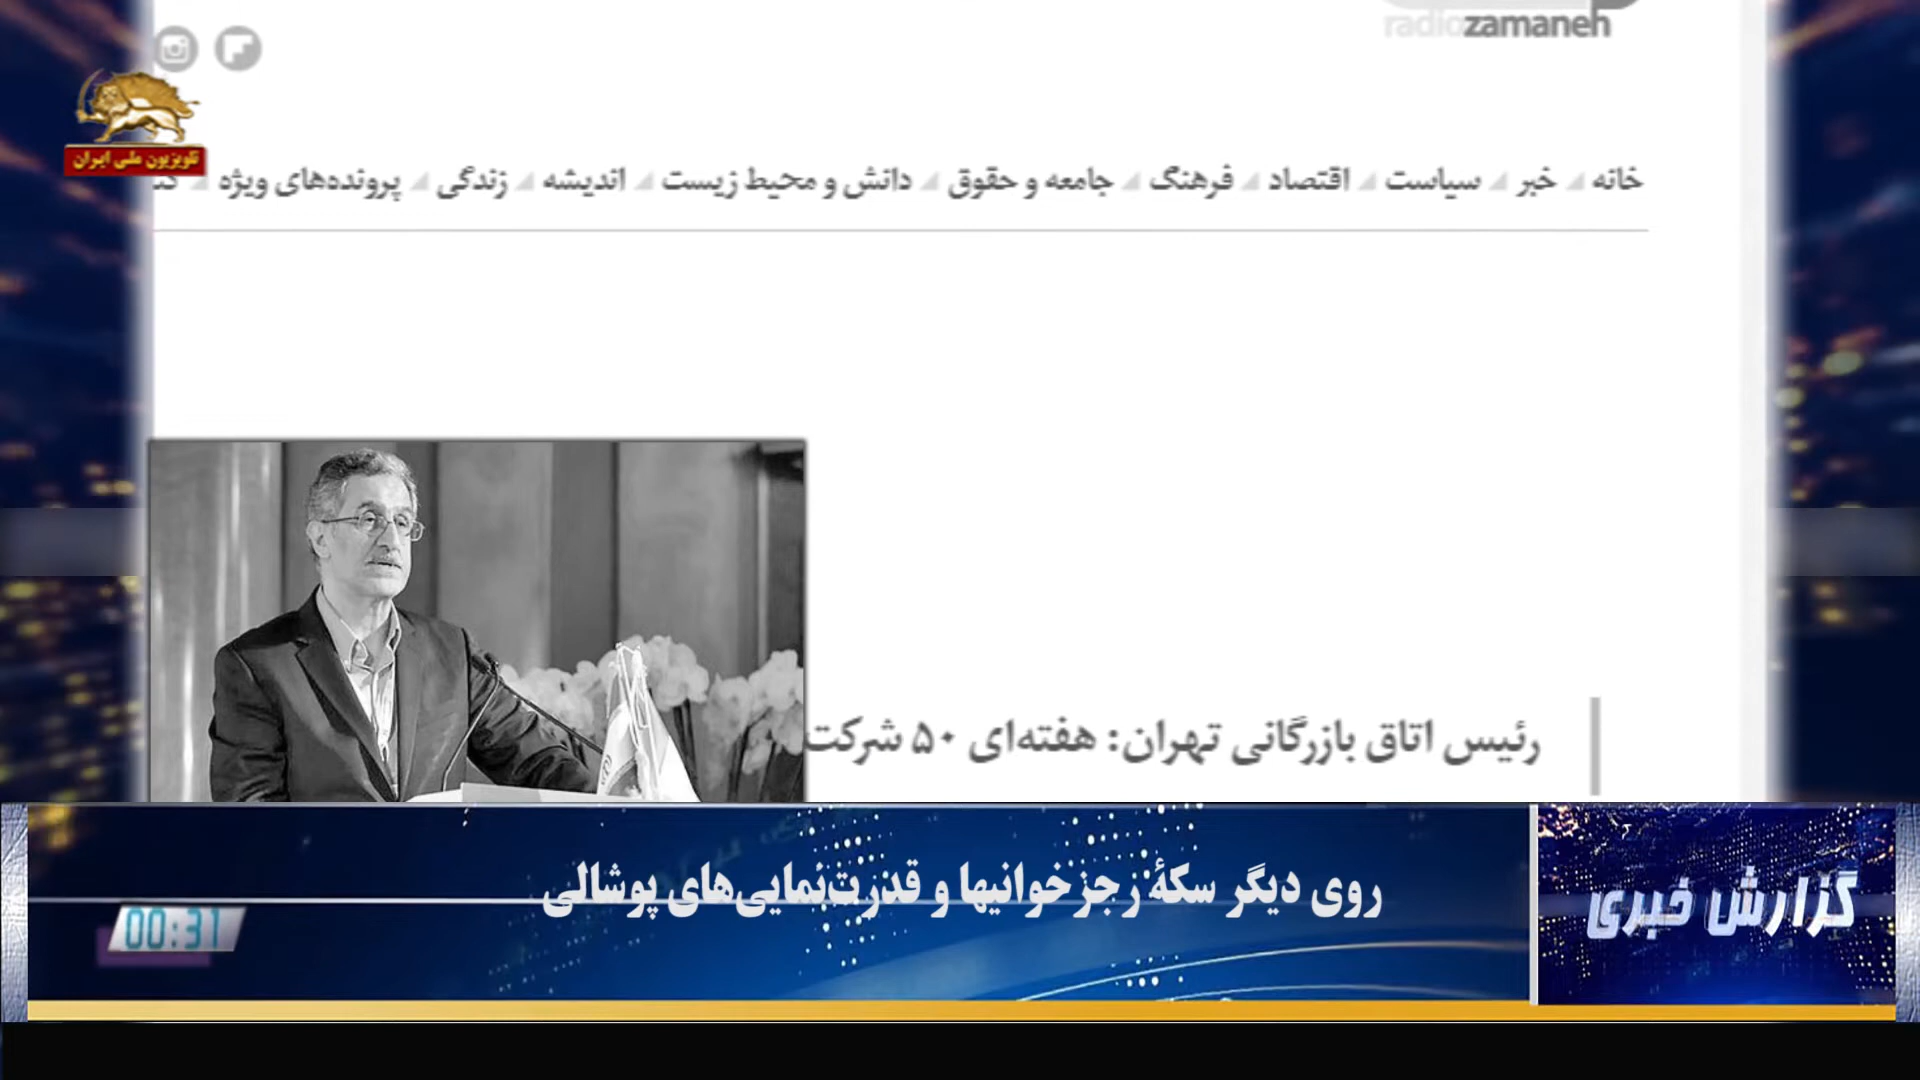 radiozamaneh
تلویزیون ملی ایران
خانه خبر سیاست اقتصاد فرهنگ جامعه و حقوق دانش و محیط زیست اندیشه زندگی پرونده‌های ویژه
رئیس اتاق بازرگانی تهران: هفته‌ای ۵۰ شرکت
روی دیگر سکهٔ رجزخوانیها و قدرت‌نمایی‌های پوشالی
گزارش خبری
00:31